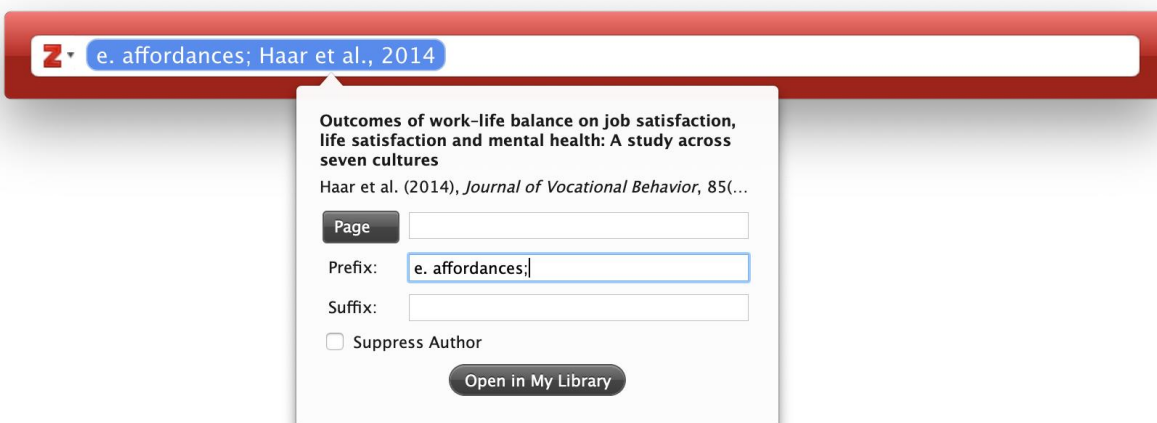 Z e. affordances; Haar et al., 2014
Outcomes of work–life balance on job satisfaction,
life satisfaction and mental health: A study across
seven cultures
Haar et al. (2014), Journal of Vocational Behavior, 85(…
Page
Prefix: e. affordances;
Suffix:
Suppress Author
Open in My Library